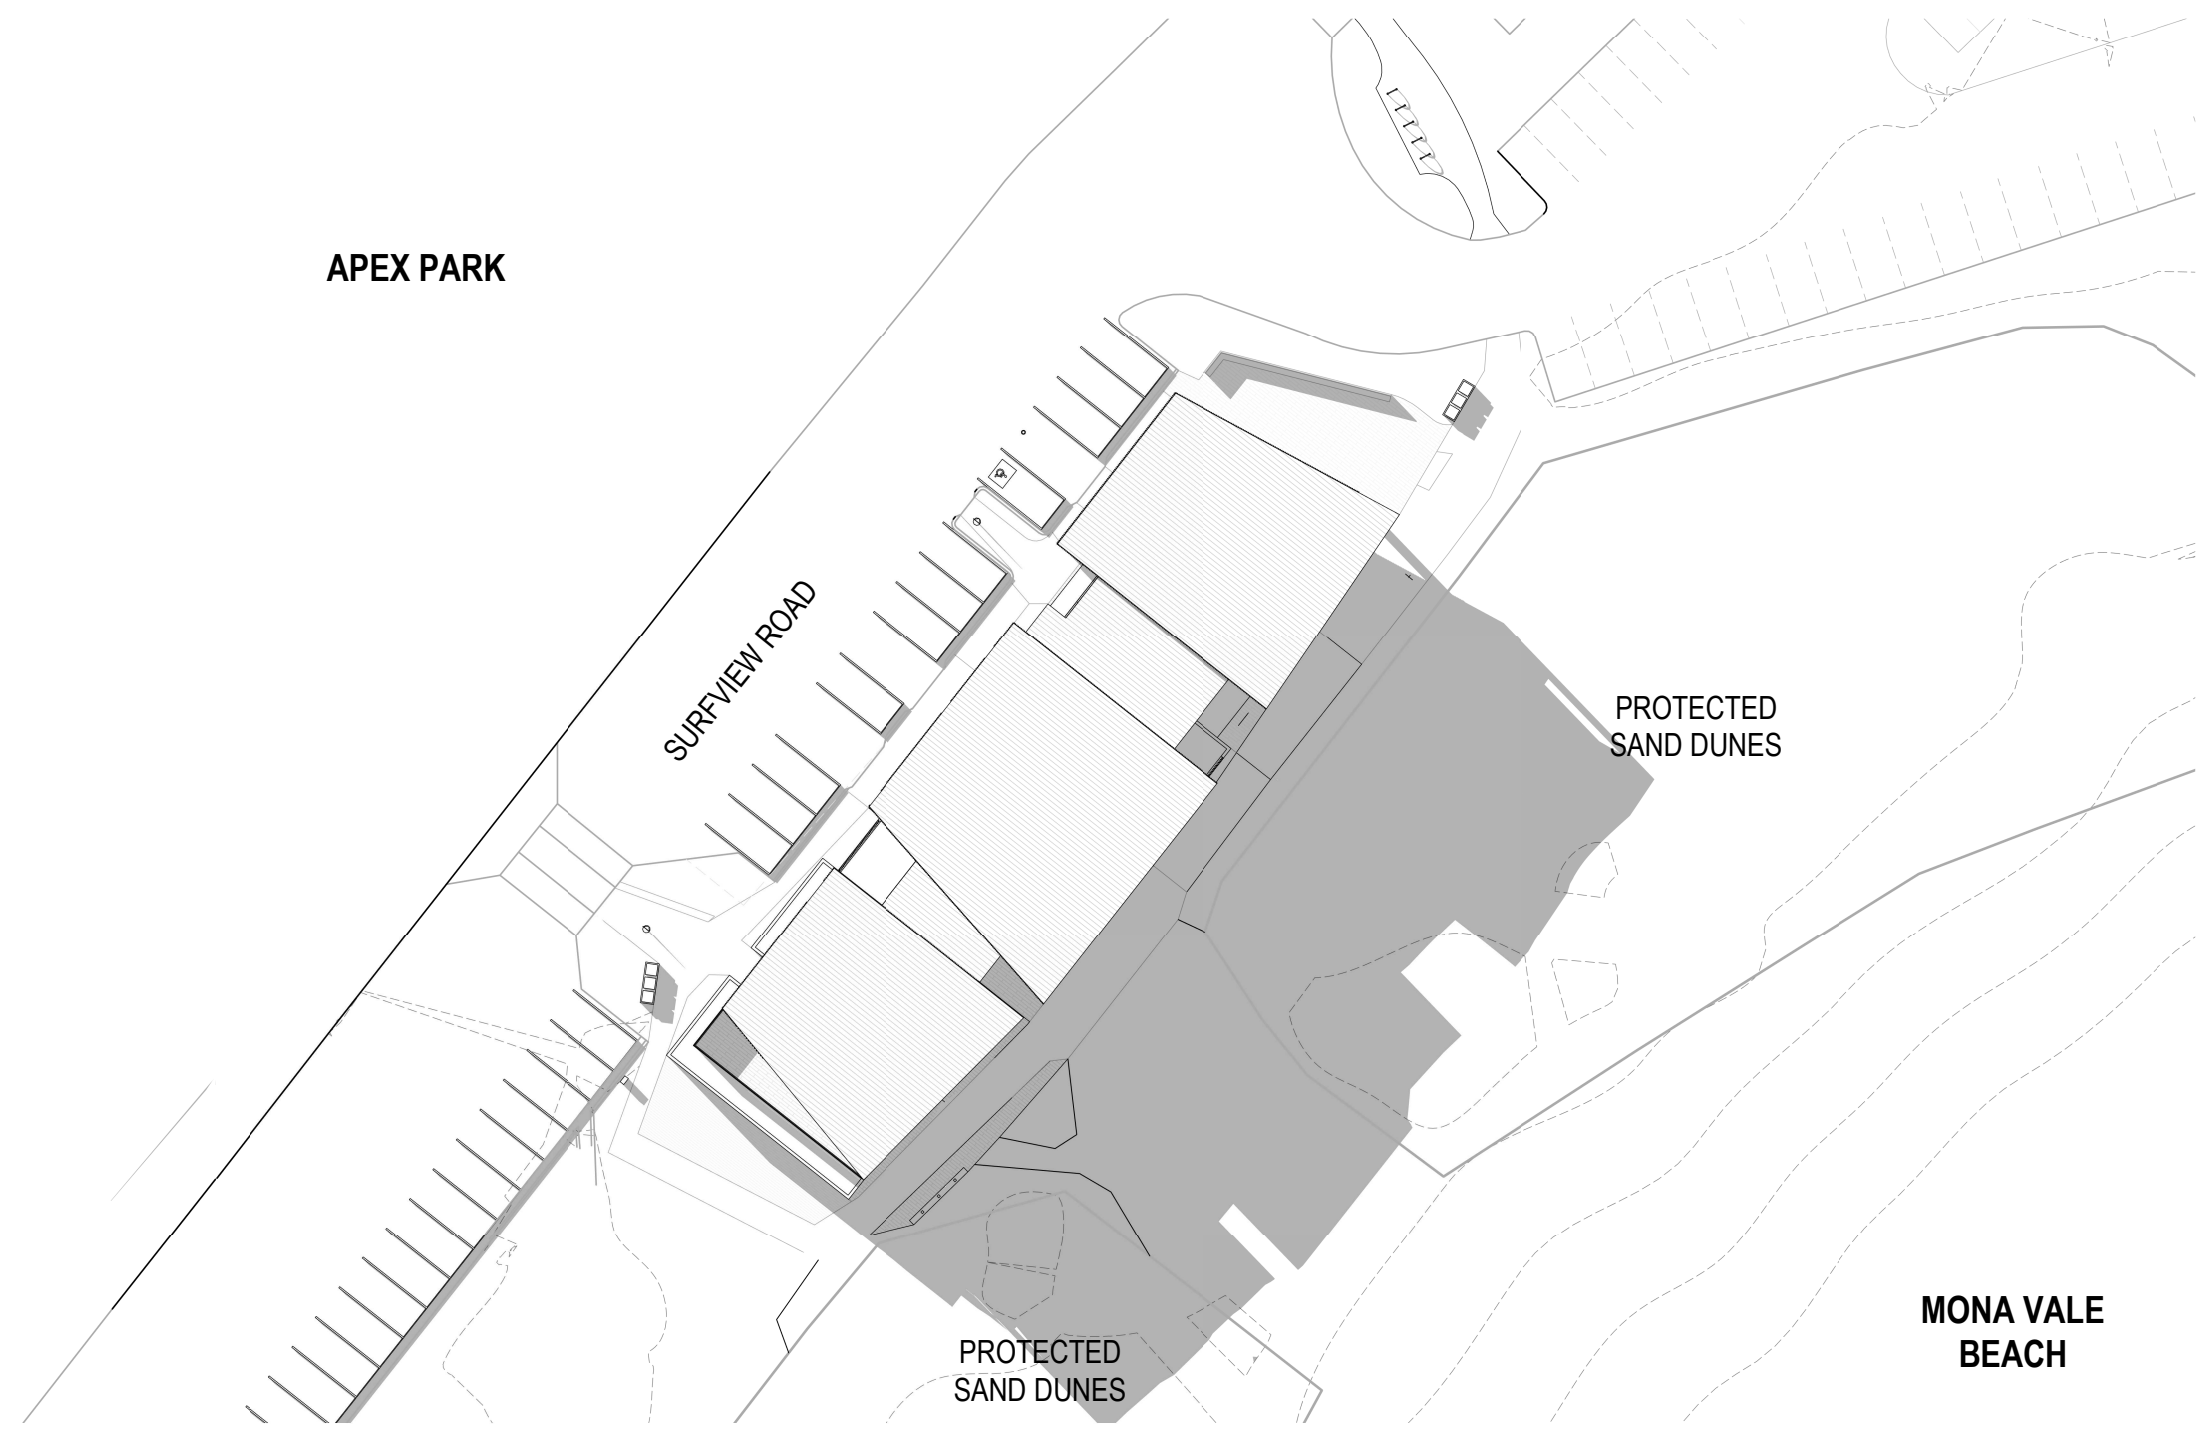 APEX PARK
SURFVIEW ROAD
PROTECTED
SAND DUNES
PROTECTED
SAND DUNES
MONA VALE
BEACH